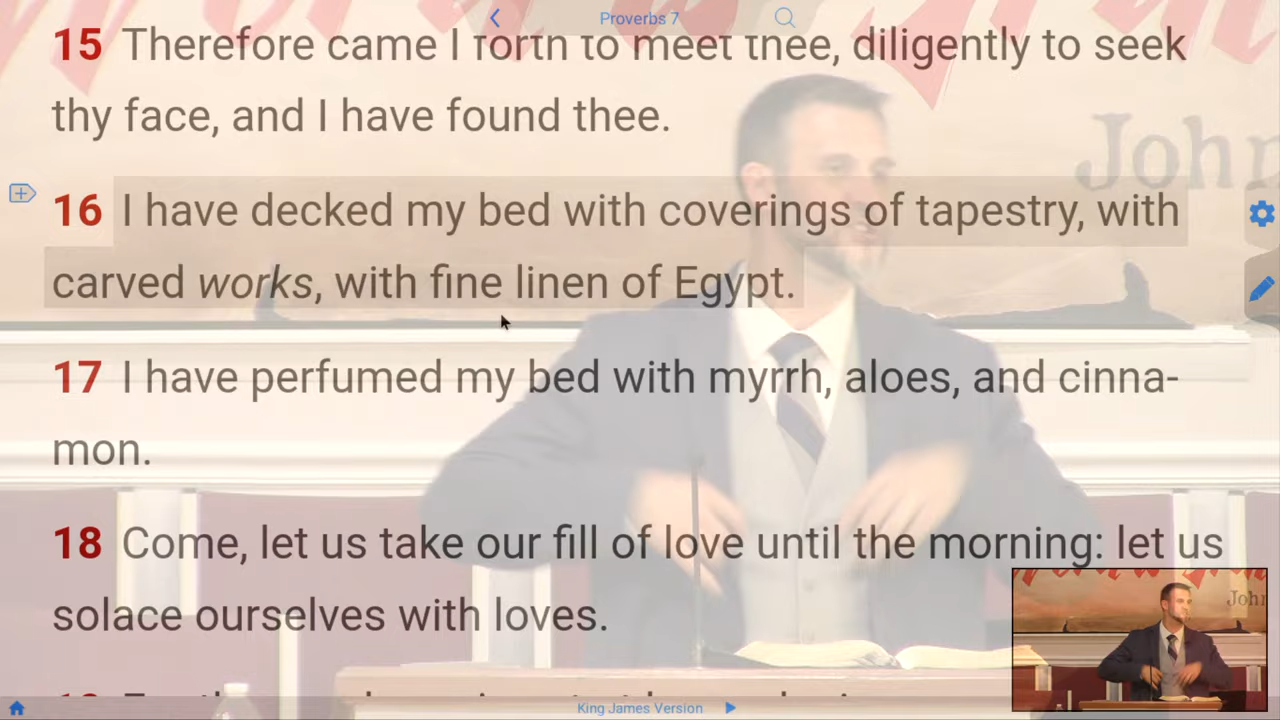 Proverbs 7
15 Therefore came I forth to meet thee, diligently to seek
thy face, and I have found thee.
John
16 I have decked my bed with coverings of tapestry, with
carved works, with fine linen of Egypt.
17 I have perfumed my bed with myrrh, aloes, and cinna-
mon.
18 Come, let us take our fill of love until the morning: let us
solace ourselves with loves.
John
King James Version